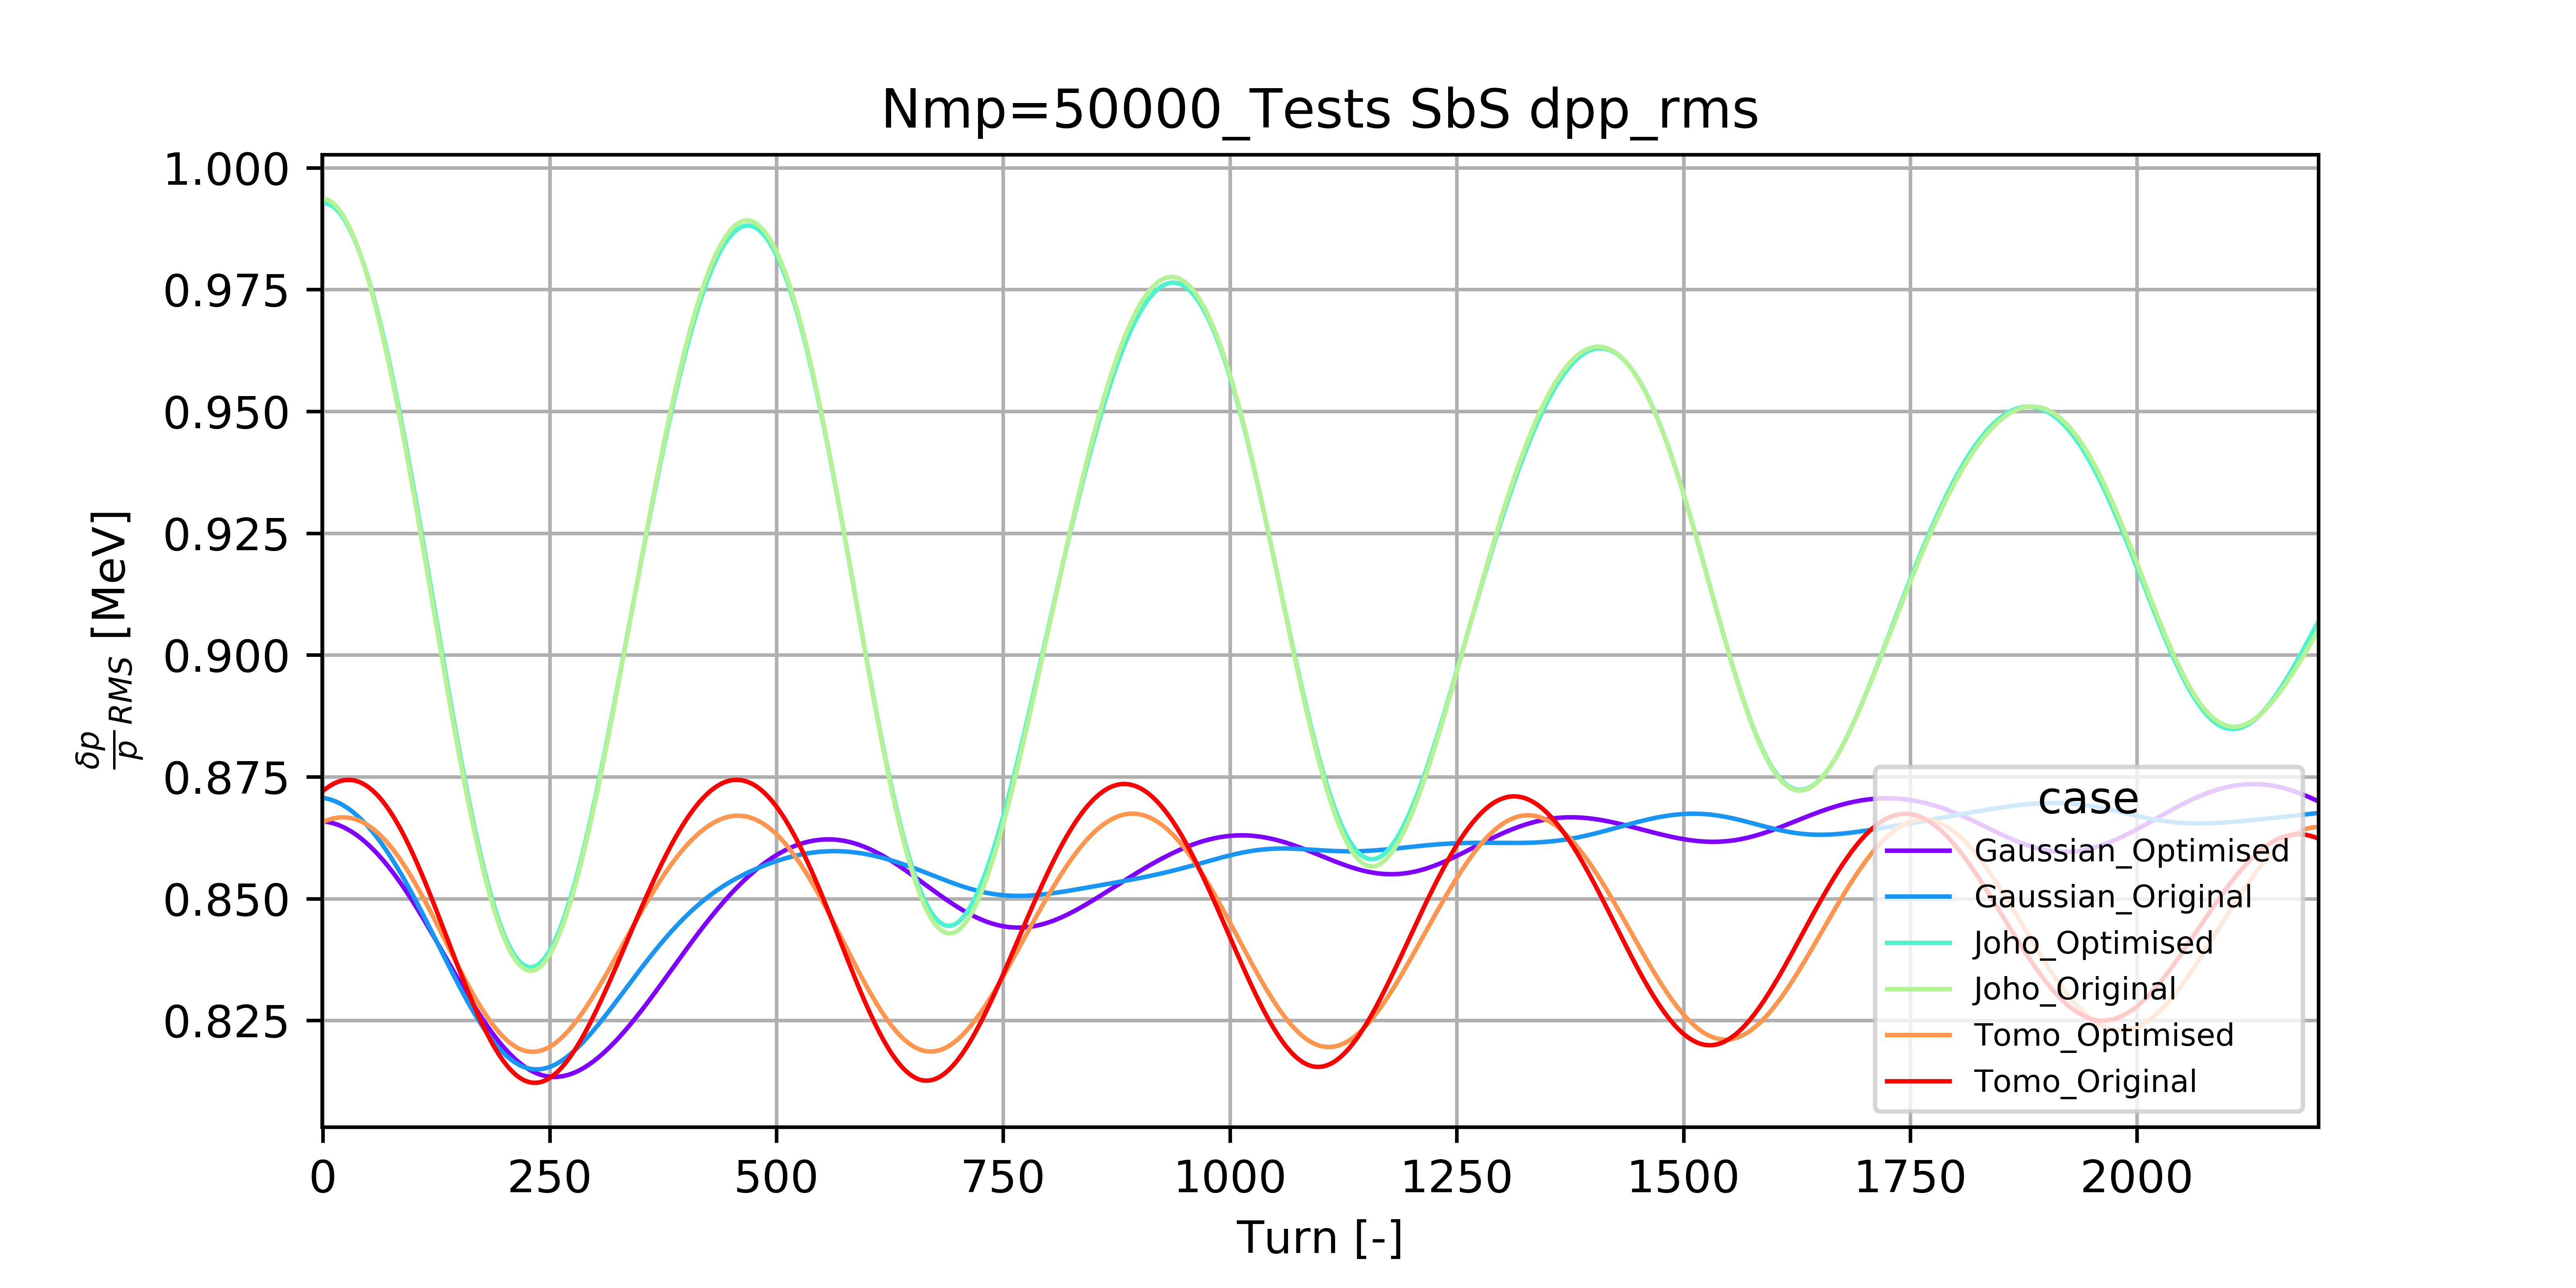 Nmp=50000_Tests SbS dpp_rms
1.000
0.975
0.950
0.925
0.900
0.875
0.850
0.825
δp/p RMS [MeV]
case
Gaussian_Optimised
Gaussian_Original
Joho_Optimised
Joho_Original
Tomo_Optimised
Tomo_Original
0 250 500 750 1000 1250 1500 1750 2000
Turn [-]